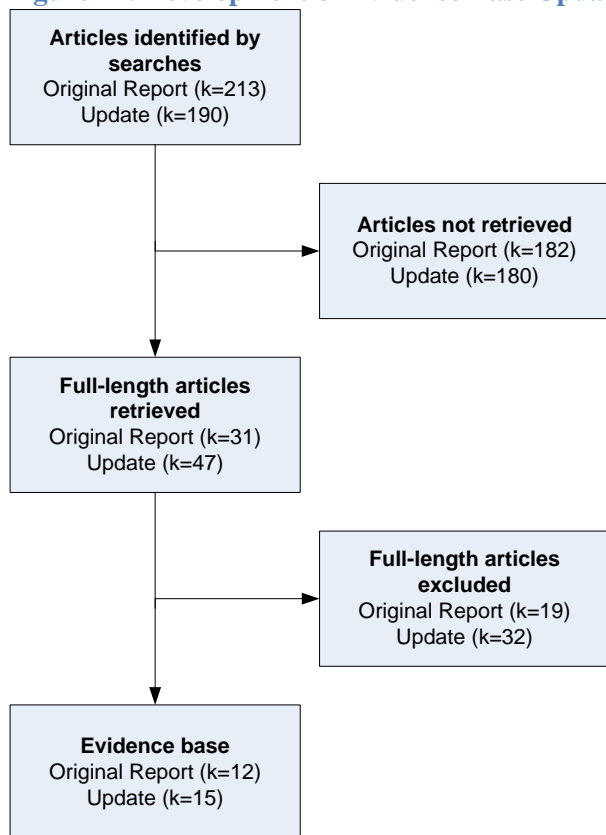 Articles identified by
searches
Original Report (k=213)
Update (k=190)
Articles not retrieved
Original Report (k=182)
Update (k=180)
Full-length articles
retrieved
Original Report (k=31)
Update (k=47)
Full-length articles
excluded
Original Report (k=19)
Update (k=32)
Evidence base
Original Report (k=12)
Update (k=15)